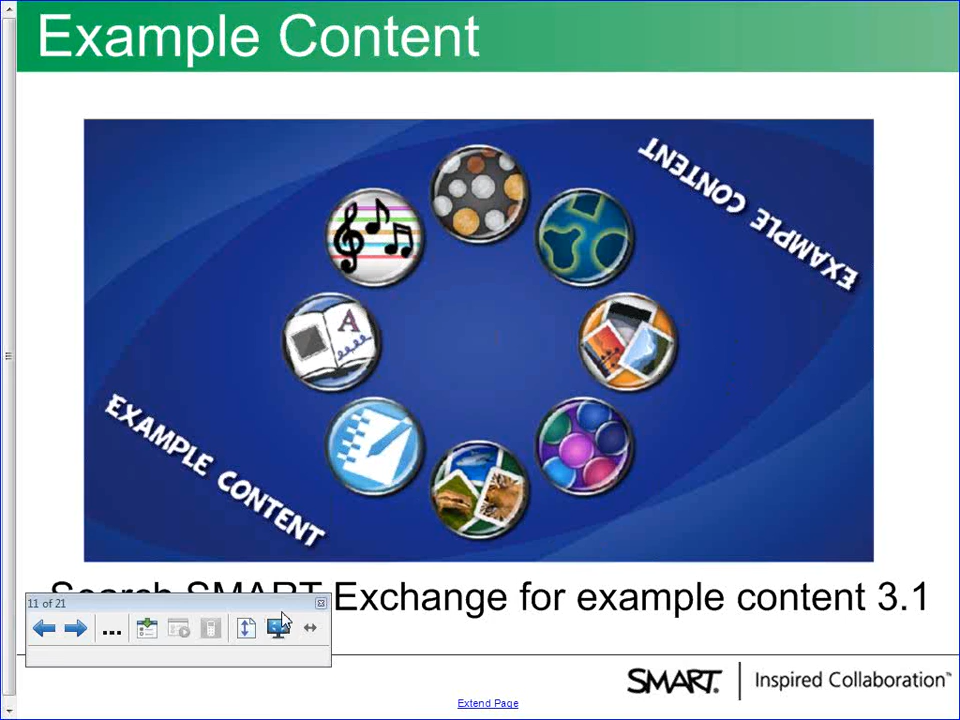 Example Content
EXAMPLE CONTENT
A
EXAMPLE CONTENT
Search SMART Exchange for example content 3.1
11 of 21
...
SMART Inspired Collaboration™
Extend Page